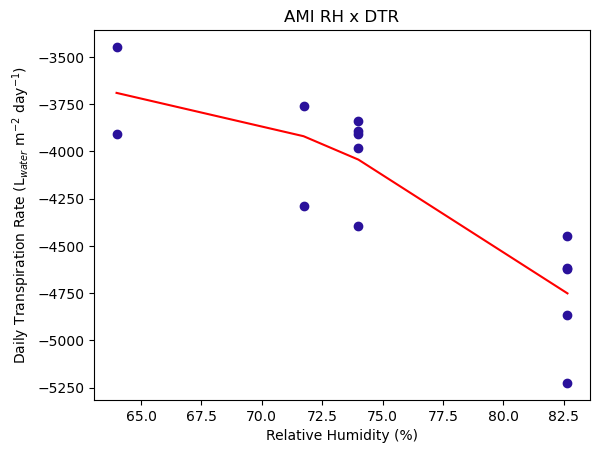 AMI RH x DTR
Daily Transpiration Rate (L$_{water}$ m$^{-2}$ day$^{-1}$)
−3500
−3750
−4000
−4250
−4500
−4750
−5000
−5250
65.0 67.5 70.0 72.5 75.0 77.5 80.0 82.5
Relative Humidity (%)